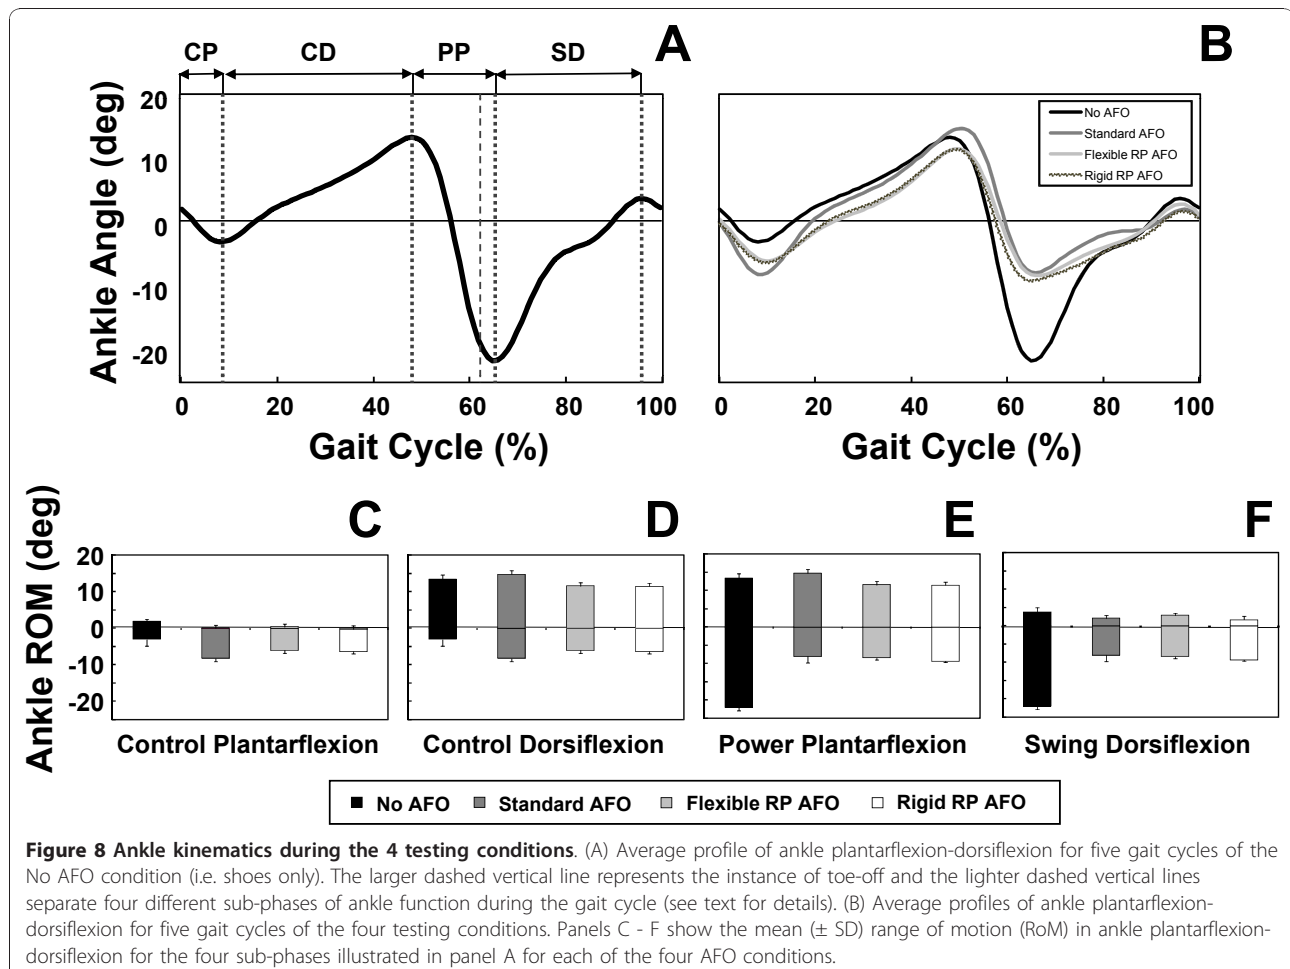 CP CD PP SD A
Ankle Angle (deg)
20
10
0
-10
-20
0 20 40 60 80 100
Gait Cycle (%)
B
No AFO
Standard AFO
Flexible RP AFO
Rigid RP AFO
0 20 40 60 80 100
Gait Cycle (%)
Ankle ROM (deg)
C D E F
20
10
0
-10
-20
Control Plantarflexion
Control Dorsiflexion
Power Plantarflexion
Swing Dorsiflexion
No AFO Standard AFO Flexible RP AFO Rigid RP AFO
Figure 8 Ankle kinematics during the 4 testing conditions. (A) Average profile of ankle plantarflexion-dorsiflexion for five gait cycles of the
No AFO condition (i.e. shoes only). The larger dashed vertical line represents the instance of toe-off and the lighter dashed vertical lines
separate four different sub-phases of ankle function during the gait cycle (see text for details). (B) Average profiles of ankle plantarflexion-
dorsiflexion for five gait cycles of the four testing conditions. Panels C - F show the mean (± SD) range of motion (RoM) in ankle plantarflexion-
dorsiflexion for the four sub-phases illustrated in panel A for each of the four AFO conditions.